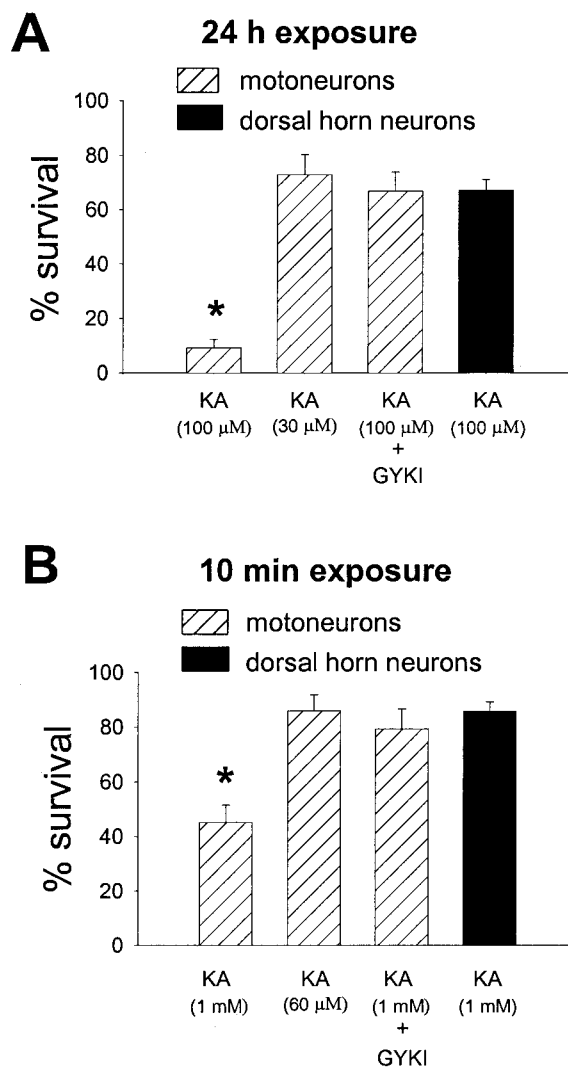 A
24 h exposure
motoneurons
dorsal horn neurons
% survival
100
80
60
40
20
0
*
KA KA KA KA
(100 μM) (30 μM) (100 μM) (100 μM)
+
GYKI
B
10 min exposure
motoneurons
dorsal horn neurons
% survival
100
80
60
40
20
0
*
KA KA KA KA
(1 mM) (60 μM) (1 mM) (1 mM)
+
GYKI